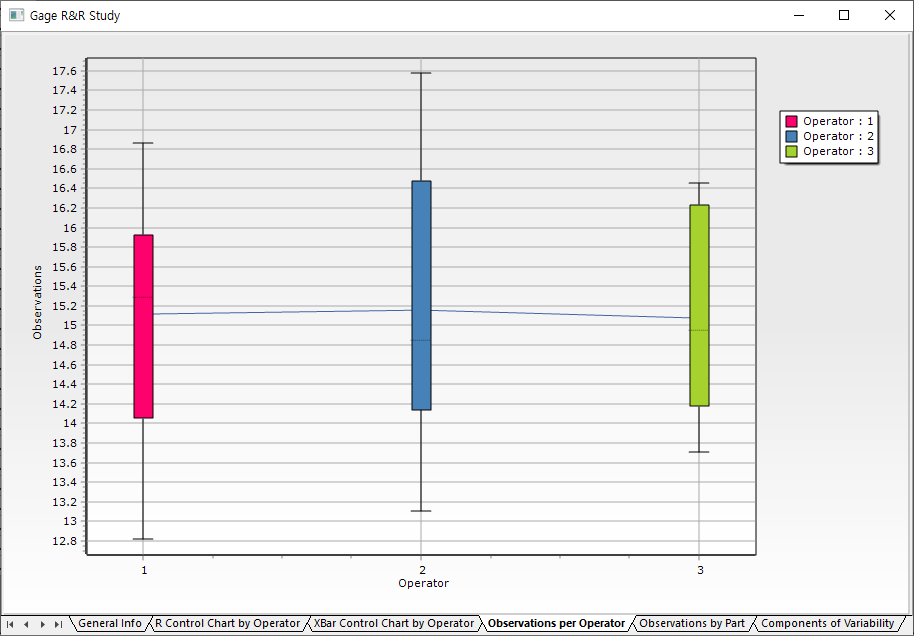 Gage R&R Study
17.6
17.4
17.2
17
16.8
16.6
16.4
16.2
16
15.8
15.6
15.4
15.2
15
14.8
14.6
14.4
14.2
14
13.8
13.6
13.4
13.2
13
12.8
Observations
1
2
3
Operator
Operator : 1
Operator : 2
Operator : 3
General Info
R Control Chart by Operator
XBar Control Chart by Operator
Observations per Operator
Observations by Part
Components of Variability